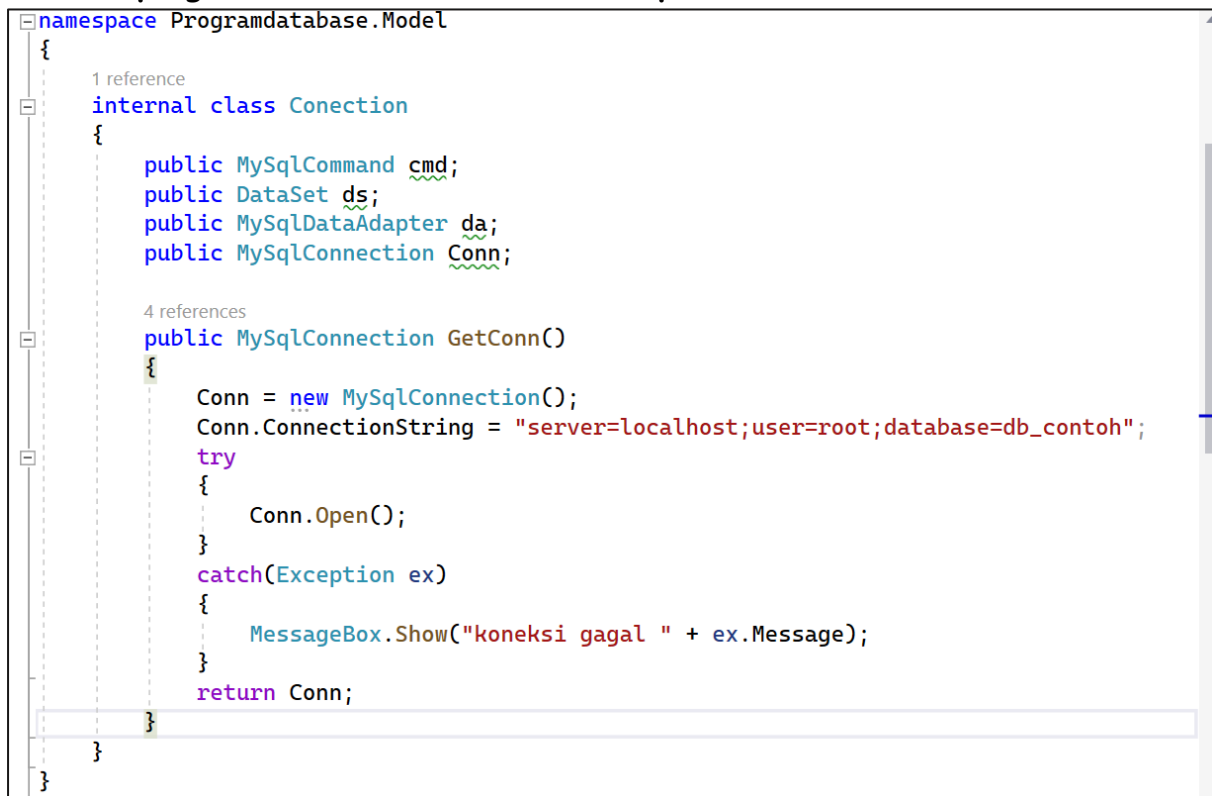 namespace Programdatabase.Model
{
1 reference
internal class Conection
{
public MySqlCommand cmd;
public DataSet ds;
public MySqlDataAdapter da;
public MySqlConnection Conn;
4 references
public MySqlConnection GetConn()
{
Conn = new MySqlConnection();
Conn.ConnectionString = "server=localhost;user=root;database=db_contoh";
try
{
Conn.Open();
}
catch(Exception ex)
{
MessageBox.Show("koneksi gagal " + ex.Message);
}
return Conn;
}
}
}